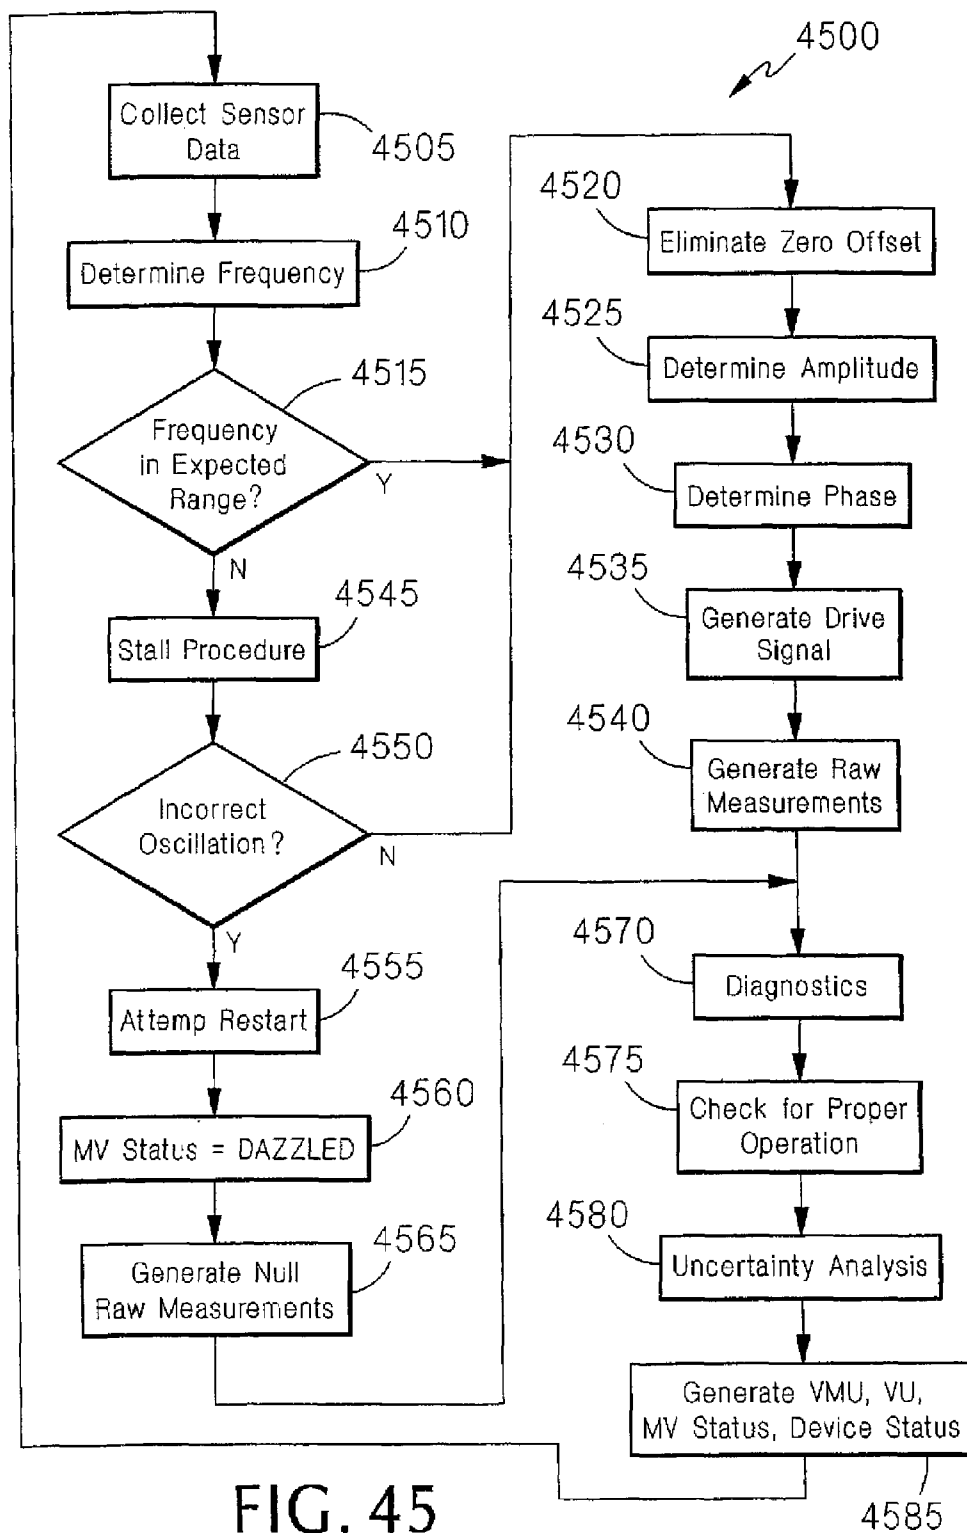 4500
Collect Sensor
Data
4505
4510
Determine Frequency
4515
Frequency
in Expected
Range?
Y
N
4545
Stall Procedure
4550
Incorrect
Oscillation?
N
Y
4555
Attemp Restart
4560
MV Status = DAZZLED
4565
Generate Null
Raw Measurements
4520
Eliminate Zero Offset
4525
Determine Amplitude
4530
Determine Phase
4535
Generate Drive
Signal
4540
Generate Raw
Measurements
4570
Diagnostics
4575
Check for Proper
Operation
4580
Uncertainty Analysis
Generate VMU, VU,
MV Status, Device Status
4585
FIG. 45